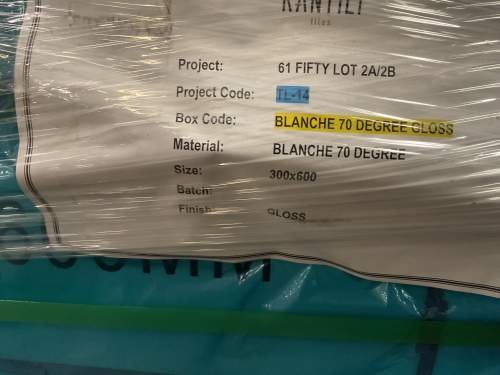 tiles
Project: 61 FIFTY LOT 2A/2B
Project Code: TL-14
Box Code: BLANCHE 70 DEGREE GLOSS
Material: BLANCHE 70 DEGREE
Size: 300x600
Batch:
Finish: GLOSS